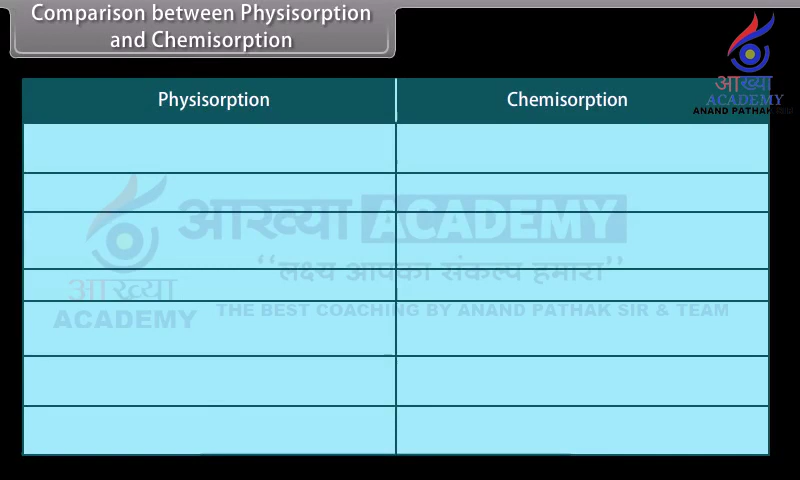 Comparison between Physisorption
and Chemisorption
आख्या
ACADEMY
ANAND PATHAK
Physisorption
Chemisorption
आख्या ACADEMY
“लक्ष्य आपका संकल्प हमारा”
आख्या
ACADEMY
THE BEST COACHING BY ANAND PATHAK SIR & TEAM